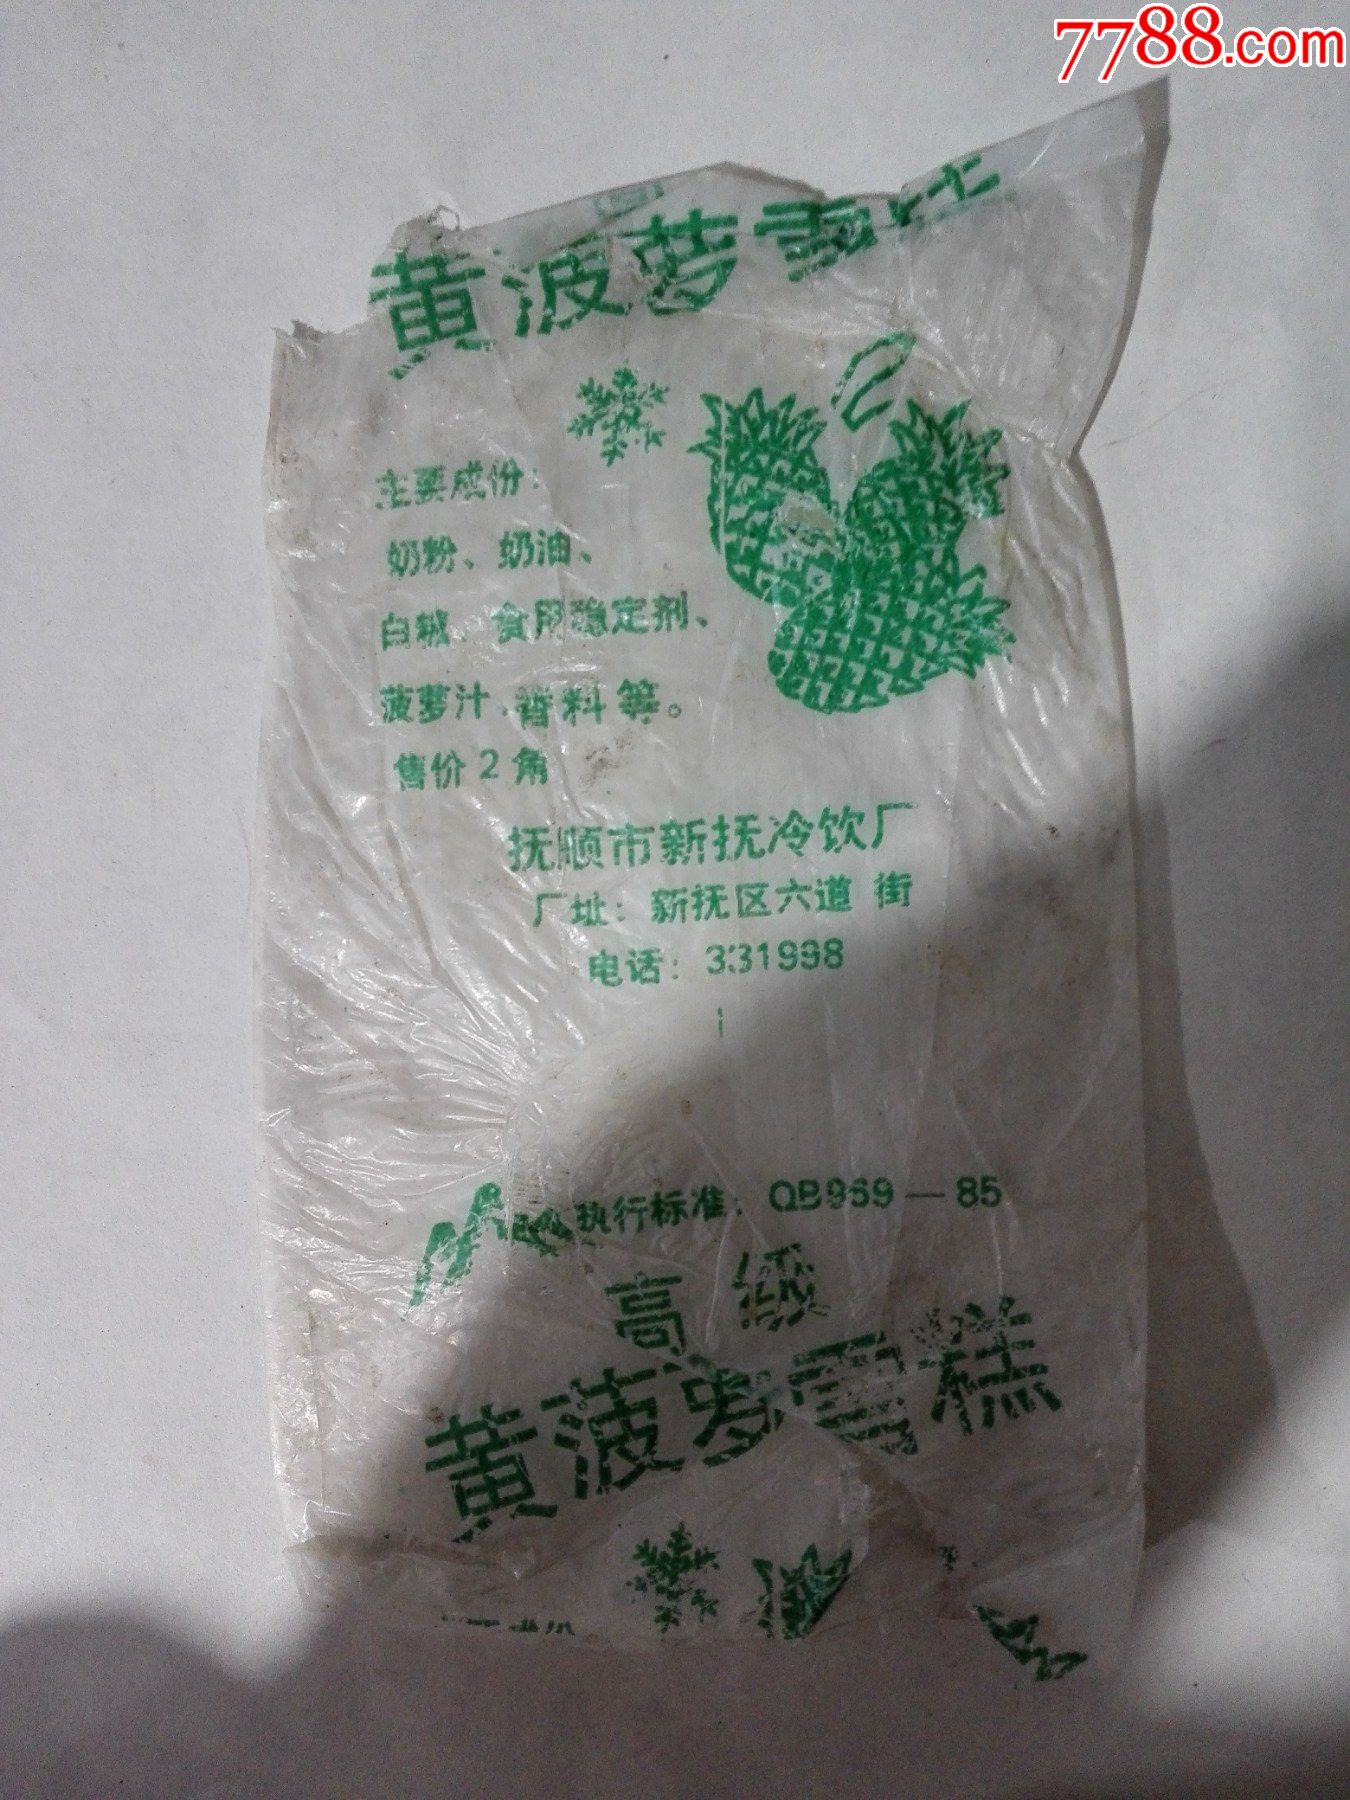 7788.com
黄菠萝雪糕
主要成份：
奶粉、奶油、
白糖、食用稳定剂、
菠萝汁、香料等。
售价2角
抚顺市新抚冷饮厂
厂址：新抚区六道街
电话：331998
执行标准：QB969—85
高级
黄菠萝雪糕